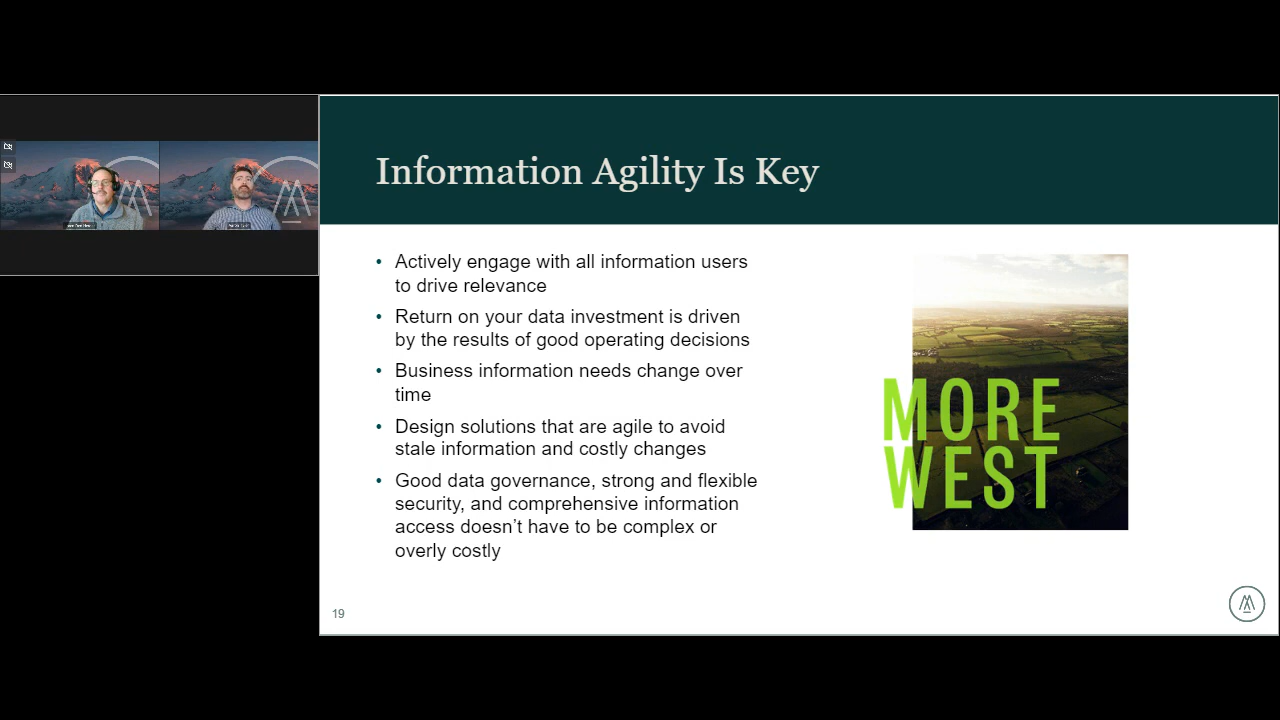 Information Agility Is Key
• Actively engage with all information users
to drive relevance
• Return on your data investment is driven
by the results of good operating decisions
• Business information needs change over
time
• Design solutions that are agile to avoid
stale information and costly changes
• Good data governance, strong and flexible
security, and comprehensive information
access doesn’t have to be complex or
overly costly
MORE
WEST
19